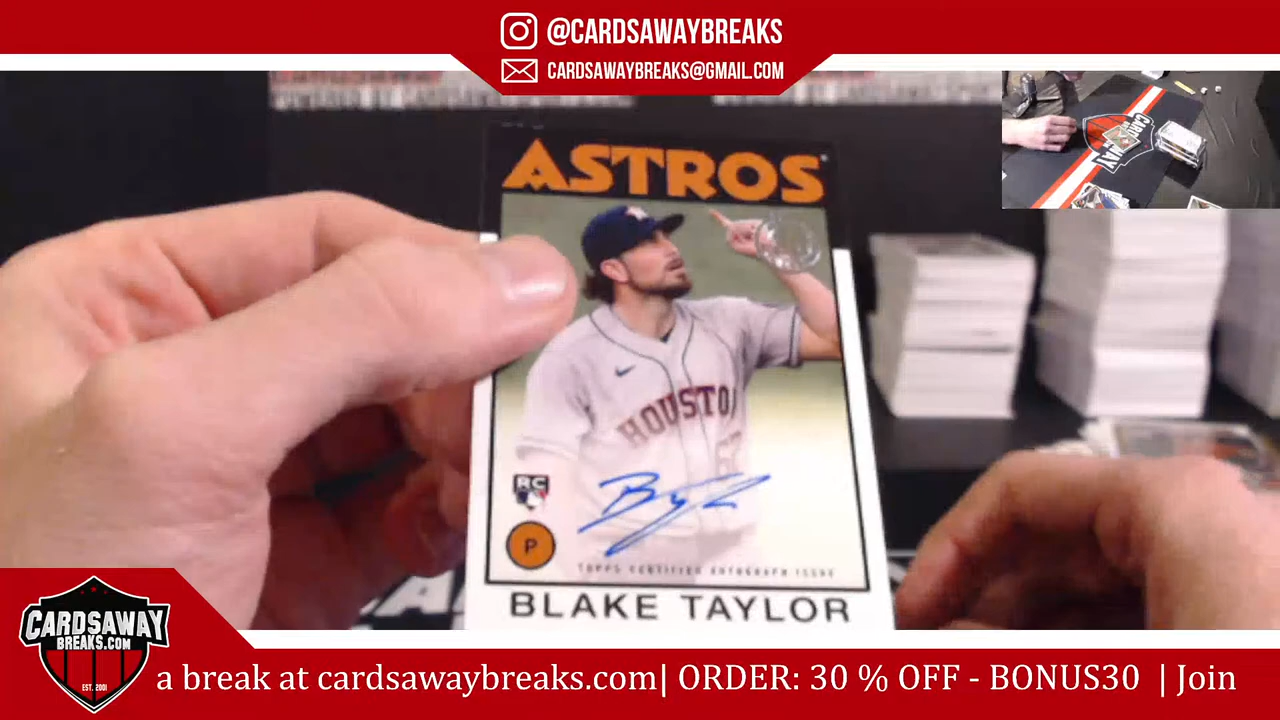 @CARDSAWAYBREAKS
CARDSAWAYBREAKS@GMAIL.COM
ASTROS
HOUSTO
RC
P
TOPPS CERTIFIED AUTOGRAPH ISSUE
BLAKE TAYLOR
CARDSAWAY
BREAKS.COM
EST. 2001
a break at cardsawaybreaks.com| ORDER: 30 % OFF - BONUS30 | Join